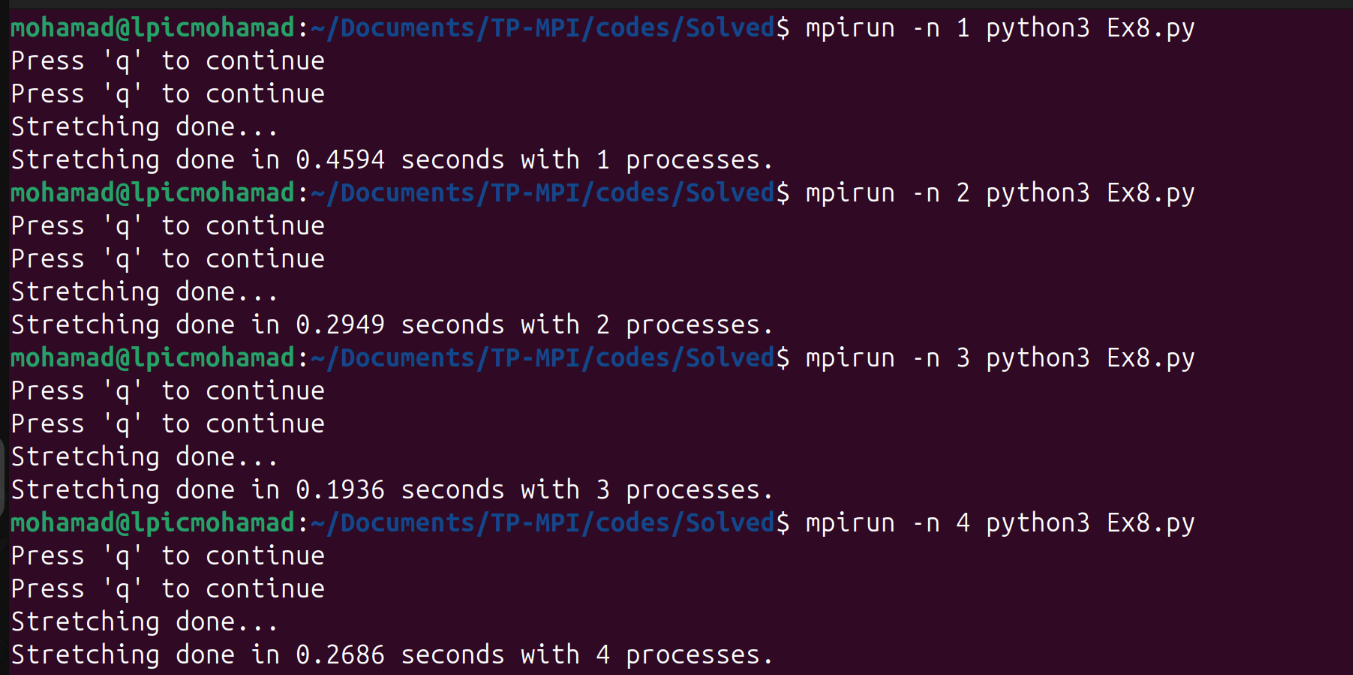 mohamad@lpicmohamad:~/Documents/TP-MPI/codes/Solved$ mpirun -n 1 python3 Ex8.py
Press 'q' to continue
Press 'q' to continue
Stretching done...
Stretching done in 0.4594 seconds with 1 processes.
mohamad@lpicmohamad:~/Documents/TP-MPI/codes/Solved$ mpirun -n 2 python3 Ex8.py
Press 'q' to continue
Press 'q' to continue
Stretching done...
Stretching done in 0.2949 seconds with 2 processes.
mohamad@lpicmohamad:~/Documents/TP-MPI/codes/Solved$ mpirun -n 3 python3 Ex8.py
Press 'q' to continue
Press 'q' to continue
Stretching done...
Stretching done in 0.1936 seconds with 3 processes.
mohamad@lpicmohamad:~/Documents/TP-MPI/codes/Solved$ mpirun -n 4 python3 Ex8.py
Press 'q' to continue
Press 'q' to continue
Stretching done...
Stretching done in 0.2686 seconds with 4 processes.